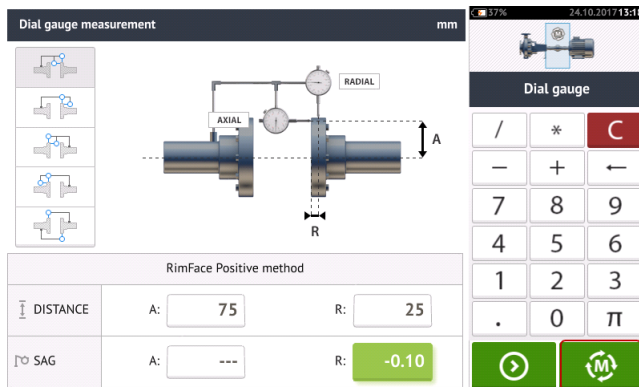 Dial gauge measurement mm
37% 24.10.2017 13:18
M
Dial gauge
RADIAL
AXIAL
A
R
RimFace Positive method
DISTANCE A: 75 R: 25
SAG A: --- R: -0.10
/ * C
− + ←
7 8 9
4 5 6
1 2 3
. 0 π
M